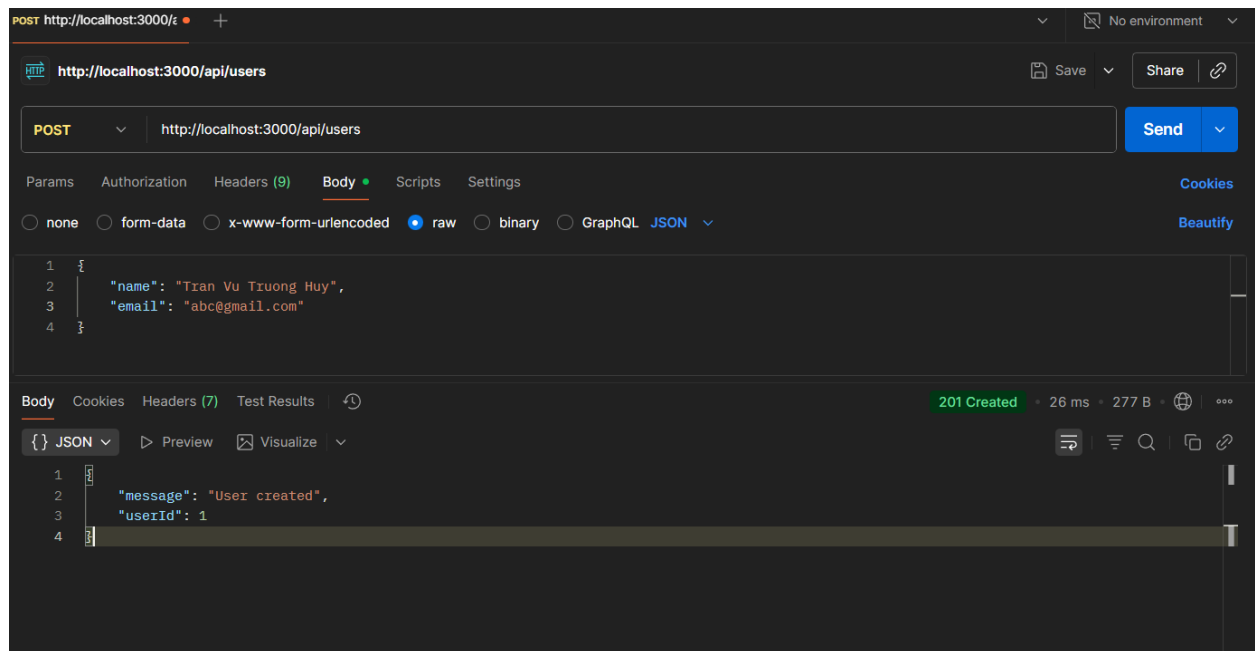 POST http://localhost:3000/a
No environment
HTTP http://localhost:3000/api/users
Save Share
POST http://localhost:3000/api/users Send
Params Authorization Headers (9) Body Scripts Settings Cookies
none form-data x-www-form-urlencoded raw binary GraphQL JSON Beautify
1 {
2 "name": "Tran Vu Truong Huy",
3 "email": "abc@gmail.com"
4 }
Body Cookies Headers (7) Test Results 201 Created 26 ms 277 B
{} JSON Preview Visualize
1 {
2 "message": "User created",
3 "userId": 1
4 }